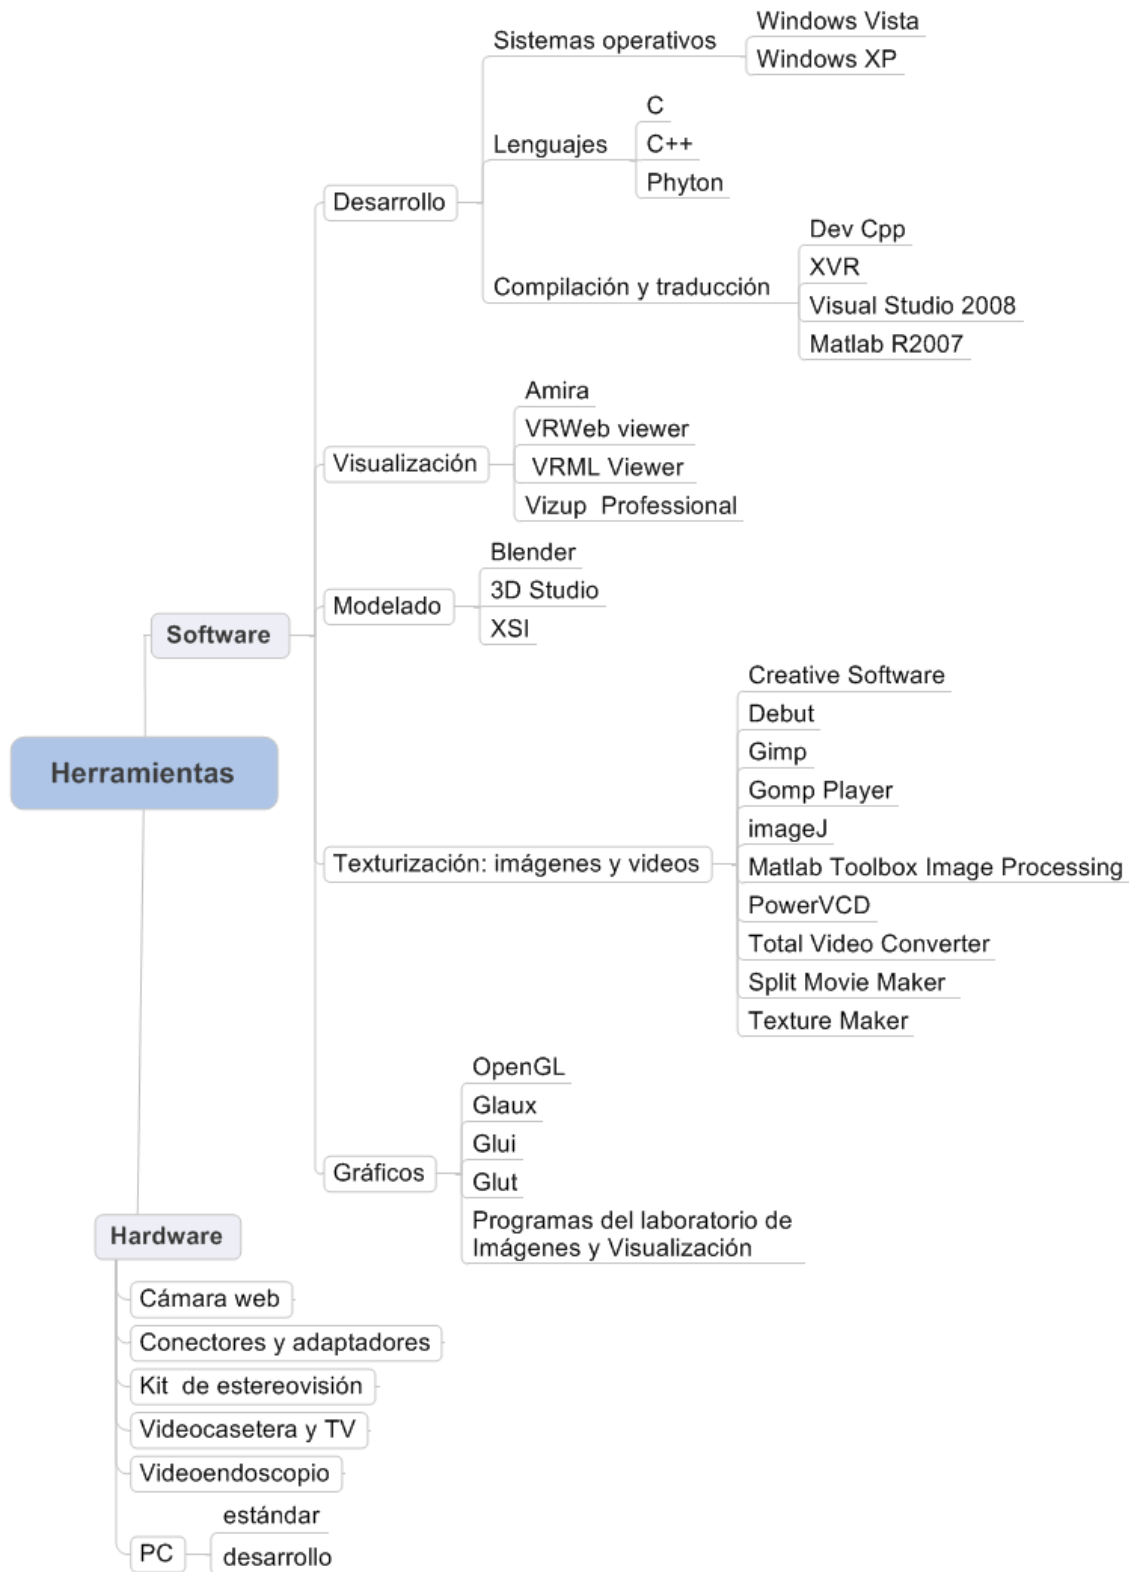 Herramientas
Software
Desarrollo
Sistemas operativos
Windows Vista
Windows XP
Lenguajes
C
C++
Phyton
Compilación y traducción
Dev Cpp
XVR
Visual Studio 2008
Matlab R2007
Visualización
Amira
VRWeb viewer
VRML Viewer
Vizup Professional
Modelado
Blender
3D Studio
XSI
Texturización: imágenes y videos
Creative Software
Debut
Gimp
Gomp Player
imageJ
Matlab Toolbox Image Processing
PowerVCD
Total Video Converter
Split Movie Maker
Texture Maker
Gráficos
OpenGL
Glaux
Glui
Glut
Programas del laboratorio de
Imágenes y Visualización
Hardware
Cámara web
Conectores y adaptadores
Kit de estereovisión
Videocasetera y TV
Videoendoscopio
PC
estándar
desarrollo